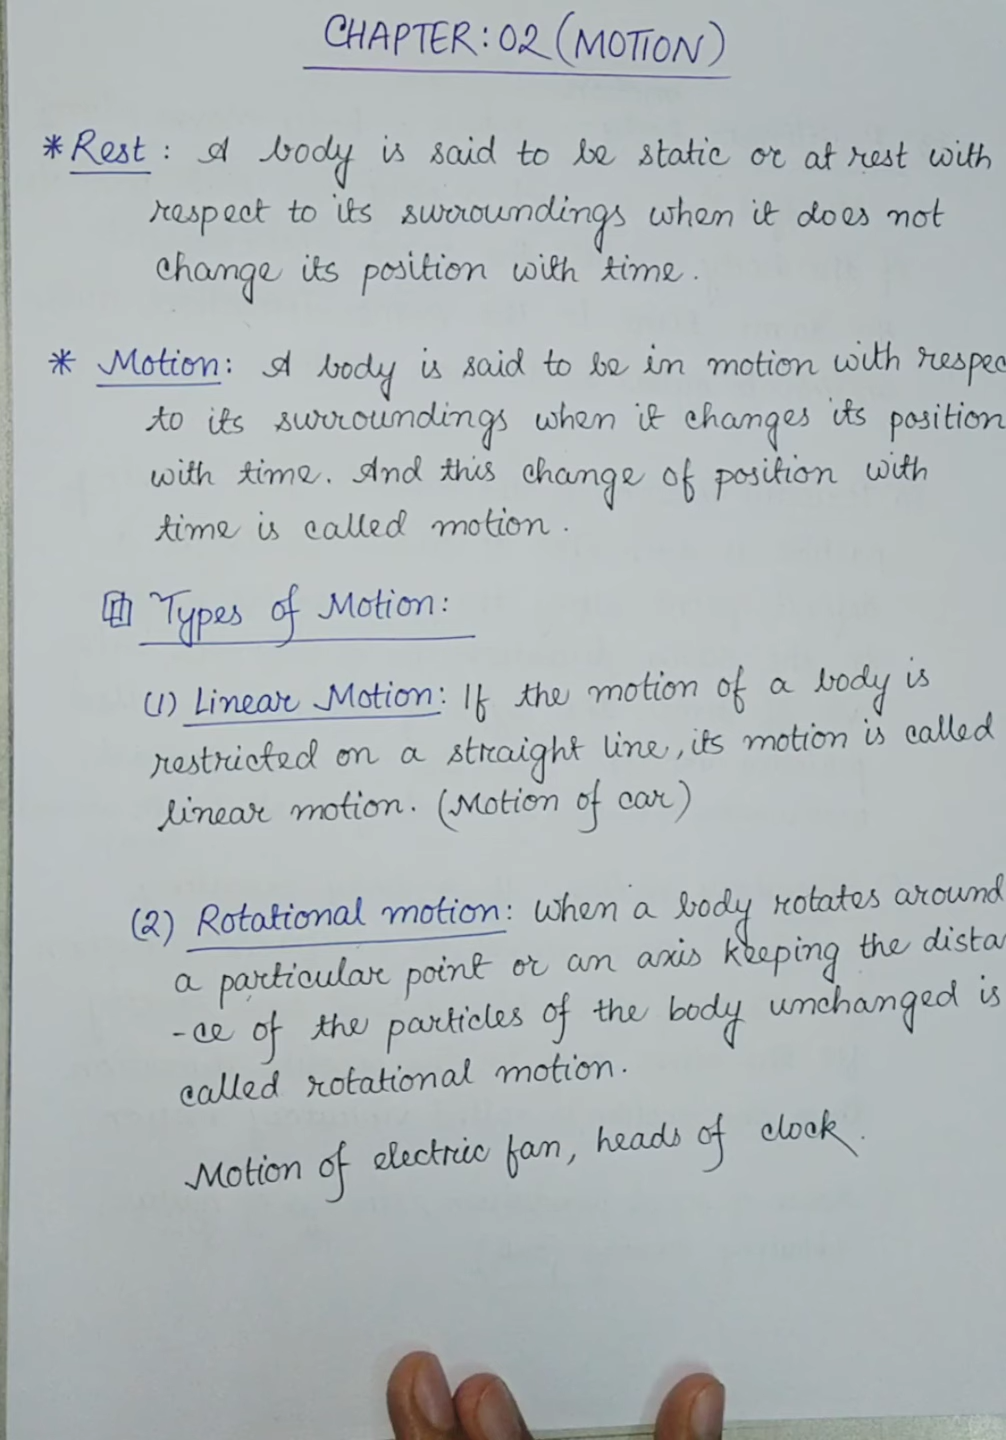 CHAPTER: 02 (MOTION)
* Rest : A body is said to be static or at rest with
respect to its surroundings when it does not
change its position with time.
* Motion: A body is said to be in motion with respec
to its surroundings when it changes its position
with time. And this change of position with
time is called motion.
Types of Motion:
(1) Linear Motion: If the motion of a body is
restricted on a straight line, its motion is called
linear motion. (Motion of car)
(2) Rotational motion: when a body rotates around
a particular point or an axis keeping the dista
-ce of the particles of the body unchanged is
called rotational motion.
Motion of electric fan, heads of clock.